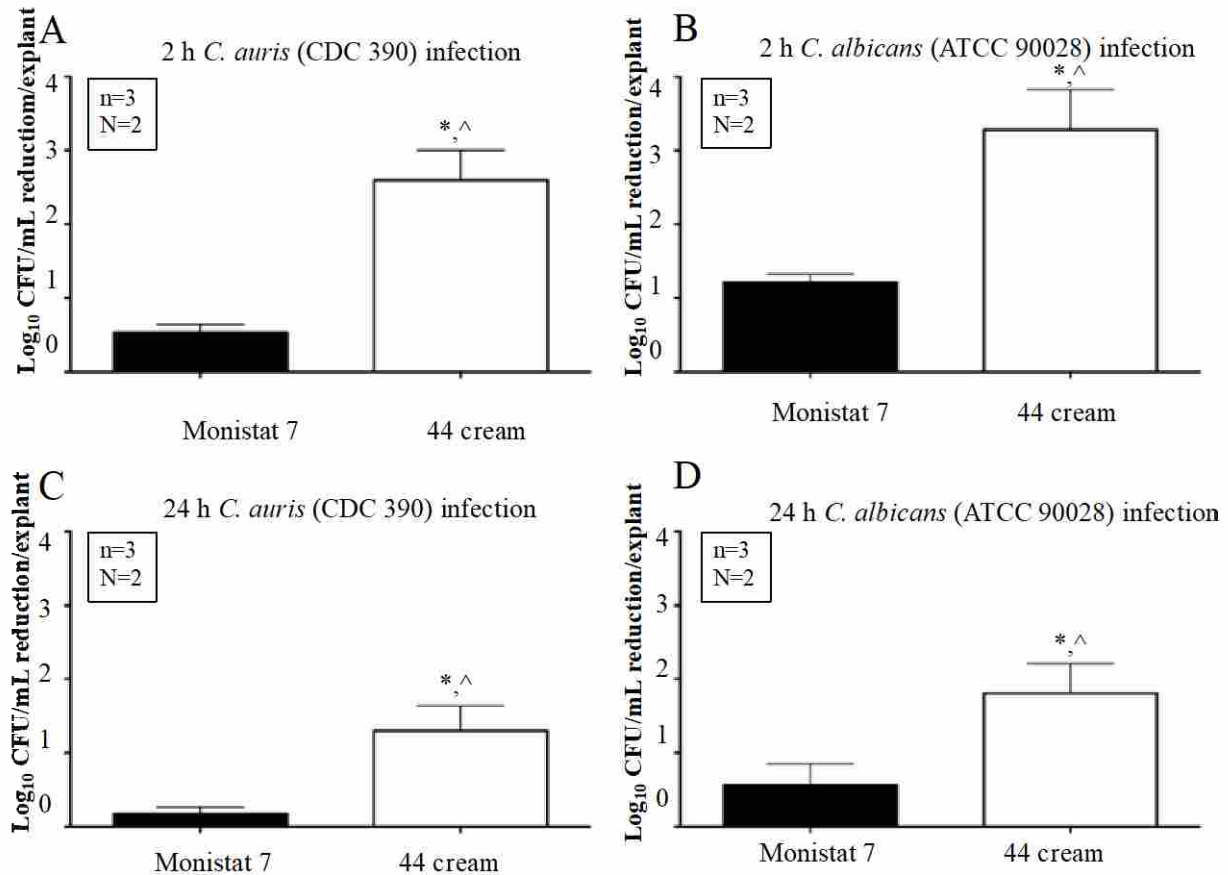 A
2 h C. auris (CDC 390) infection
Log10 CFU/mL reduction/explant
4
3
2
1
0
n=3
N=2
*,^
Monistat 7
44 cream
B
2 h C. albicans (ATCC 90028) infection
Log10 CFU/mL reduction/explant
4
3
2
1
0
n=3
N=2
*,^
Monistat 7
44 cream
C
24 h C. auris (CDC 390) infection
Log10 CFU/mL reduction/explant
4
3
2
1
0
n=3
N=2
*,^
Monistat 7
44 cream
D
24 h C. albicans (ATCC 90028) infection
Log10 CFU/mL reduction/explant
4
3
2
1
0
n=3
N=2
*,^
Monistat 7
44 cream